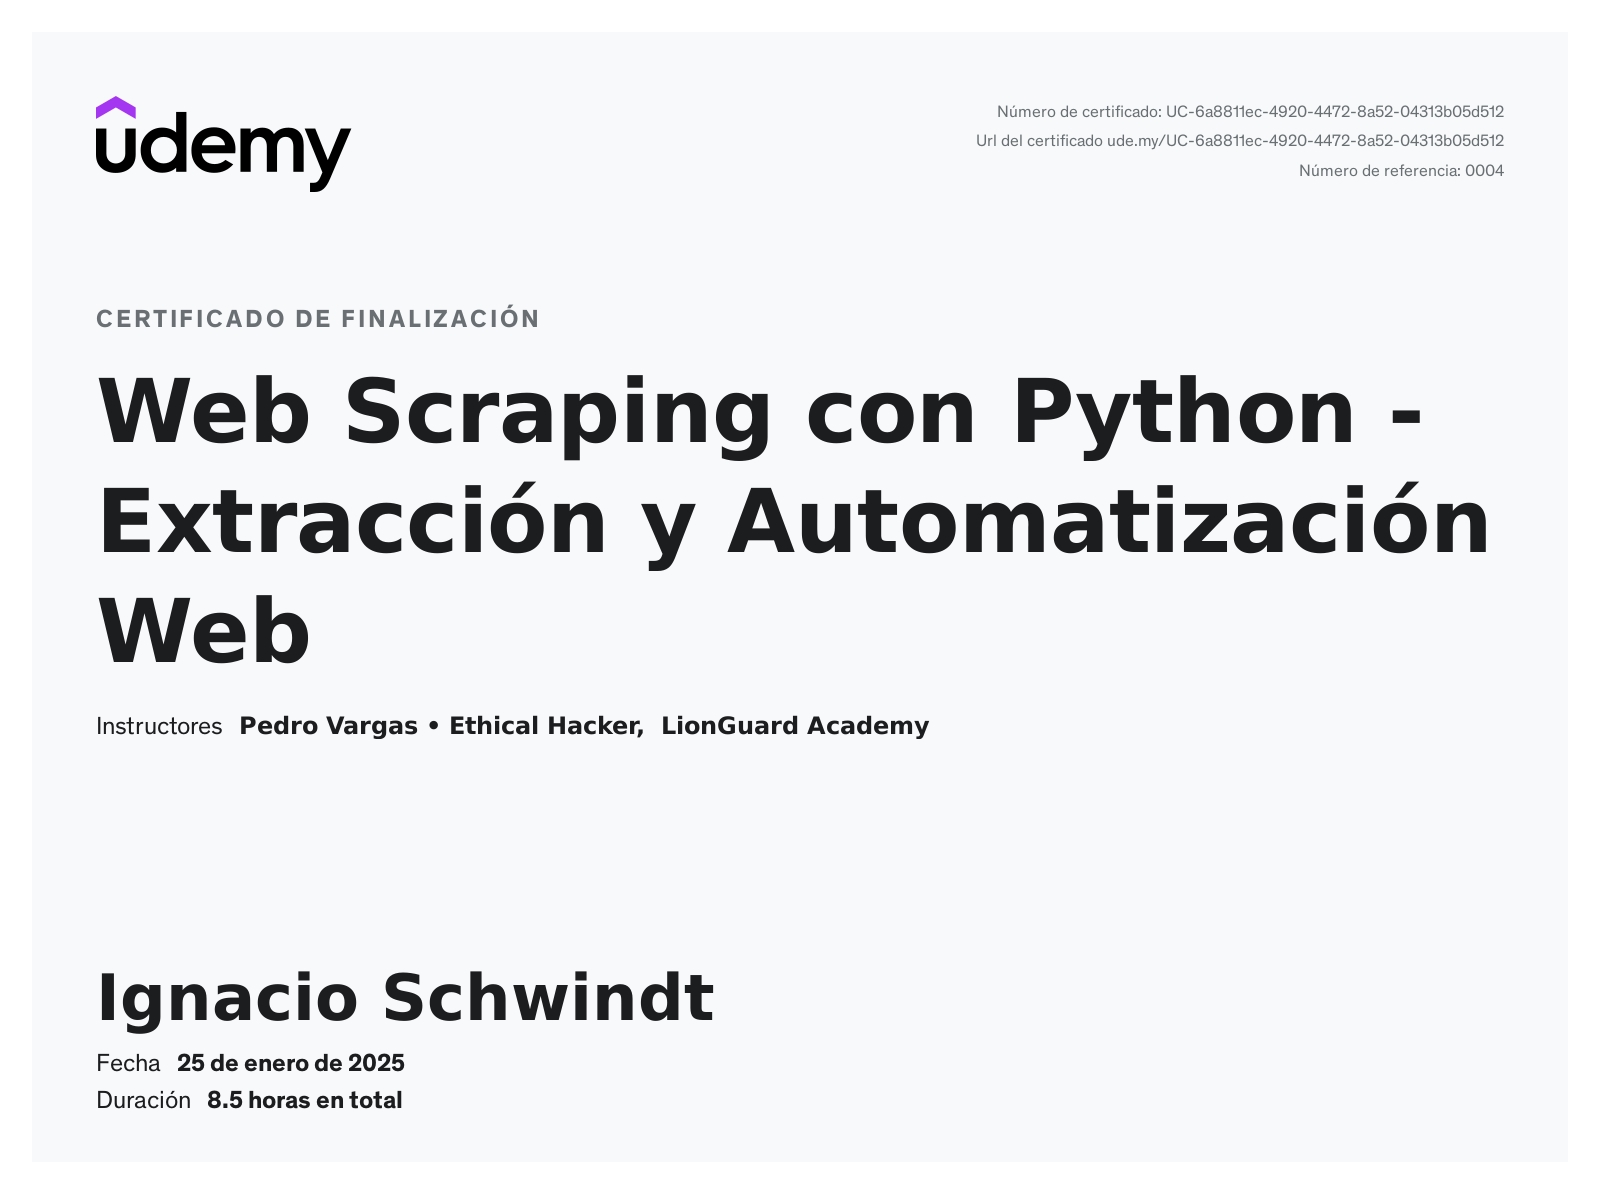 udemy
Número de certificado: UC-6a8811ec-4920-4472-8a52-04313b05d512
Url del certificado ude.my/UC-6a8811ec-4920-4472-8a52-04313b05d512
Número de referencia: 0004
CERTIFICADO DE FINALIZACIÓN
Web Scraping con Python -
Extracción y Automatización
Web
Instructores Pedro Vargas • Ethical Hacker, LionGuard Academy
Ignacio Schwindt
Fecha 25 de enero de 2025
Duración 8.5 horas en total